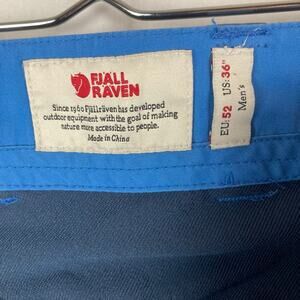 FJÄLL
RÄVEN
Since 1960 Fjällräven has developed
outdoor equipment with the goal of making
nature more accessible to people.
Made in China
EU:52 US:36"
Men's